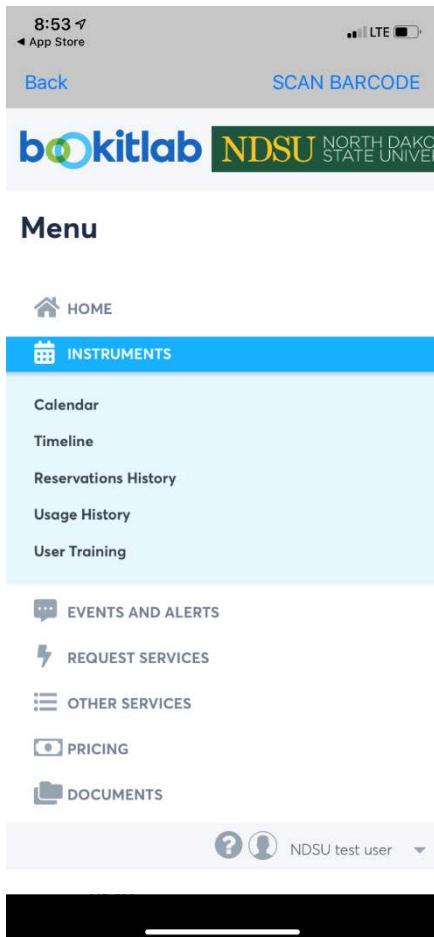 8:53
◀ App Store
LTE
Back
SCAN BARCODE
bookitlab
NDSU NORTH DAKO
STATE UNIVE
Menu
HOME
INSTRUMENTS
Calendar
Timeline
Reservations History
Usage History
User Training
EVENTS AND ALERTS
REQUEST SERVICES
OTHER SERVICES
PRICING
DOCUMENTS
? NDSU test user